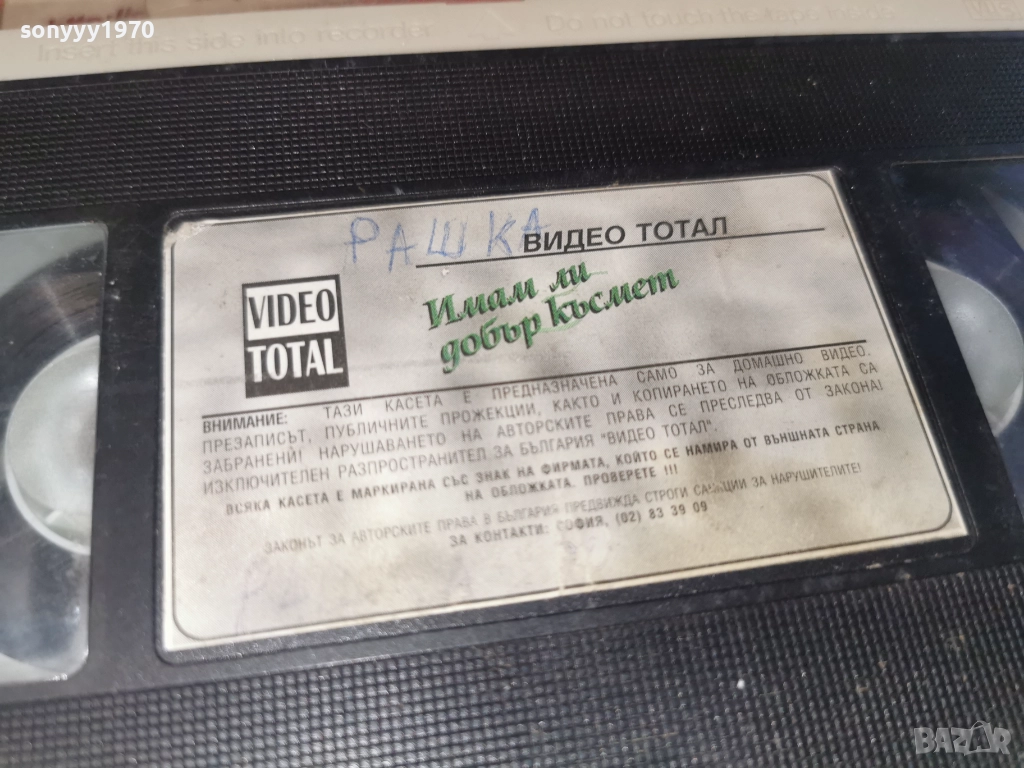 sonyyy1970
Insert this side into recorder
Do not touch the tape inside
РАШКА
ВИДЕО ТОТАЛ
VIDEO
TOTAL
Имам ли
добър късмет
ВНИМАНИЕ: ТАЗИ КАСЕТА Е ПРЕДНАЗНАЧЕНА САМО ЗА ДОМАШНО ВИДЕО.
ПРЕЗАПИСЪТ, ПУБЛИЧНИТЕ ПРОЖЕКЦИИ, КАКТО И КОПИРАНЕТО НА ОБЛОЖКАТА СА
ЗАБРАНЕНИ! НАРУШАВАНЕТО НА АВТОРСКИТЕ ПРАВА СЕ ПРЕСЛЕДВА ОТ ЗАКОНА!
ИЗКЛЮЧИТЕЛЕН РАЗПРОСТРАНИТЕЛ ЗА БЪЛГАРИЯ "ВИДЕО ТОТАЛ".
ВСЯКА КАСЕТА Е МАРКИРАНА СЪС ЗНАК НА ФИРМАТА, КОЙТО СЕ НАМИРА ОТ ВЪНШНАТА СТРАНА
НА ОБЛОЖКАТА. ПРОВЕРЕТЕ !!!
ЗАКОНЪТ ЗА АВТОРСКИТЕ ПРАВА В БЪЛГАРИЯ ПРЕДВИЖДА СТРОГИ САНКЦИИ ЗА НАРУШИТЕЛИТЕ!
ЗА КОНТАКТИ: СОФИЯ, (02) 83 39 09
BAZAR